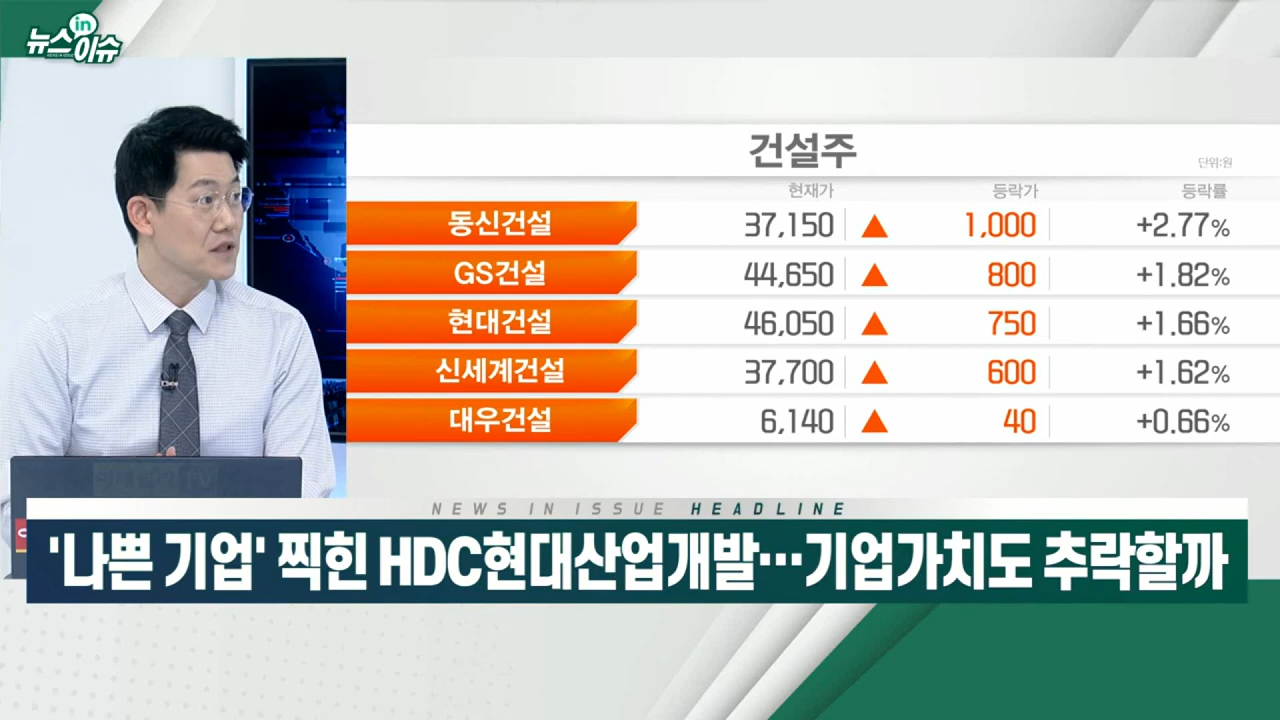 뉴스in이슈
건설주
단위:원
현재가 등락가 등락률
동신건설 37,150 ▲ 1,000 +2.77%
GS건설 44,650 ▲ 800 +1.82%
현대건설 46,050 ▲ 750 +1.66%
신세계건설 37,700 ▲ 600 +1.62%
대우건설 6,140 ▲ 40 +0.66%
NEWS IN ISSUE HEADLINE
'나쁜 기업' 찍힌 HDC현대산업개발…기업가치도 추락할까